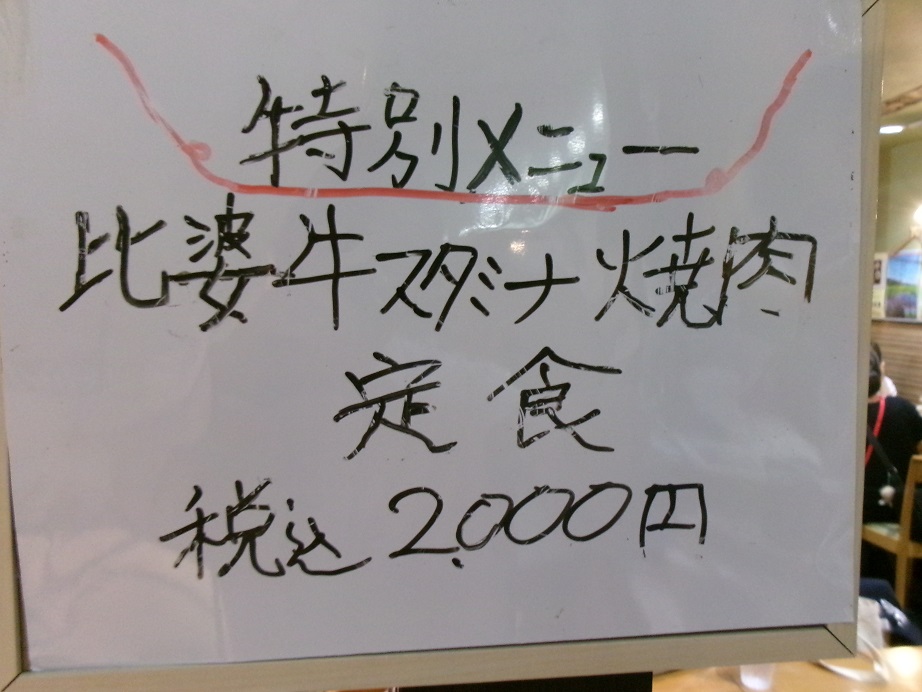 特別メニュー
比婆牛スタミナ焼肉
定食
税込2,000円